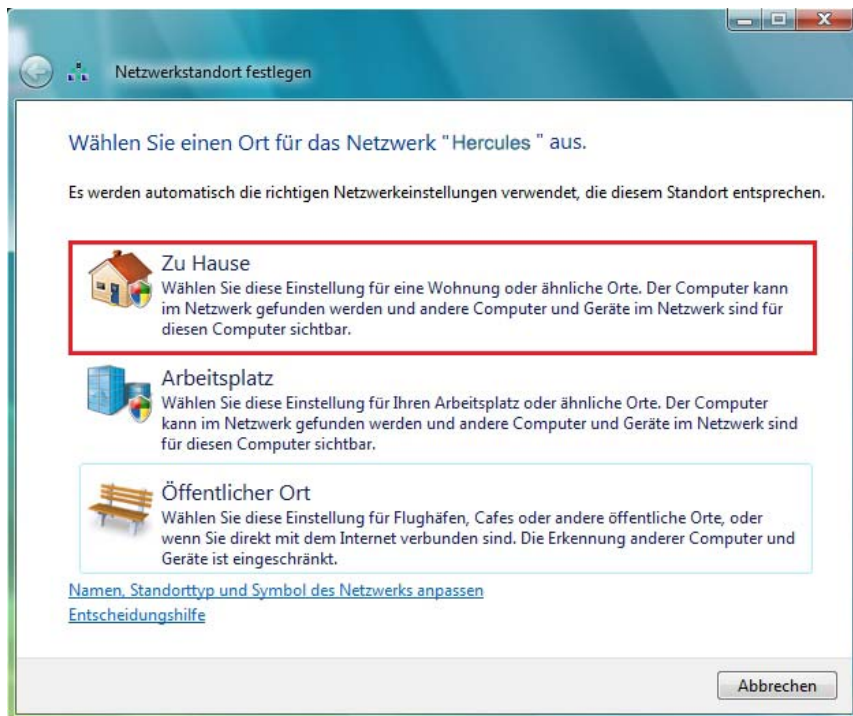 Netzwerkstandort festlegen
Wählen Sie einen Ort für das Netzwerk "Hercules " aus.
Es werden automatisch die richtigen Netzwerkeinstellungen verwendet, die diesem Standort entsprechen.
Zu Hause
Wählen Sie diese Einstellung für eine Wohnung oder ähnliche Orte. Der Computer kann
im Netzwerk gefunden werden und andere Computer und Geräte im Netzwerk sind für
diesen Computer sichtbar.
Arbeitsplatz
Wählen Sie diese Einstellung für Ihren Arbeitsplatz oder ähnliche Orte. Der Computer
kann im Netzwerk gefunden werden und andere Computer und Geräte im Netzwerk sind
für diesen Computer sichtbar.
Öffentlicher Ort
Wählen Sie diese Einstellung für Flughäfen, Cafes oder andere öffentliche Orte, oder
wenn Sie direkt mit dem Internet verbunden sind. Die Erkennung anderer Computer und
Geräte ist eingeschränkt.
Namen, Standorttyp und Symbol des Netzwerks anpassen
Entscheidungshilfe
Abbrechen